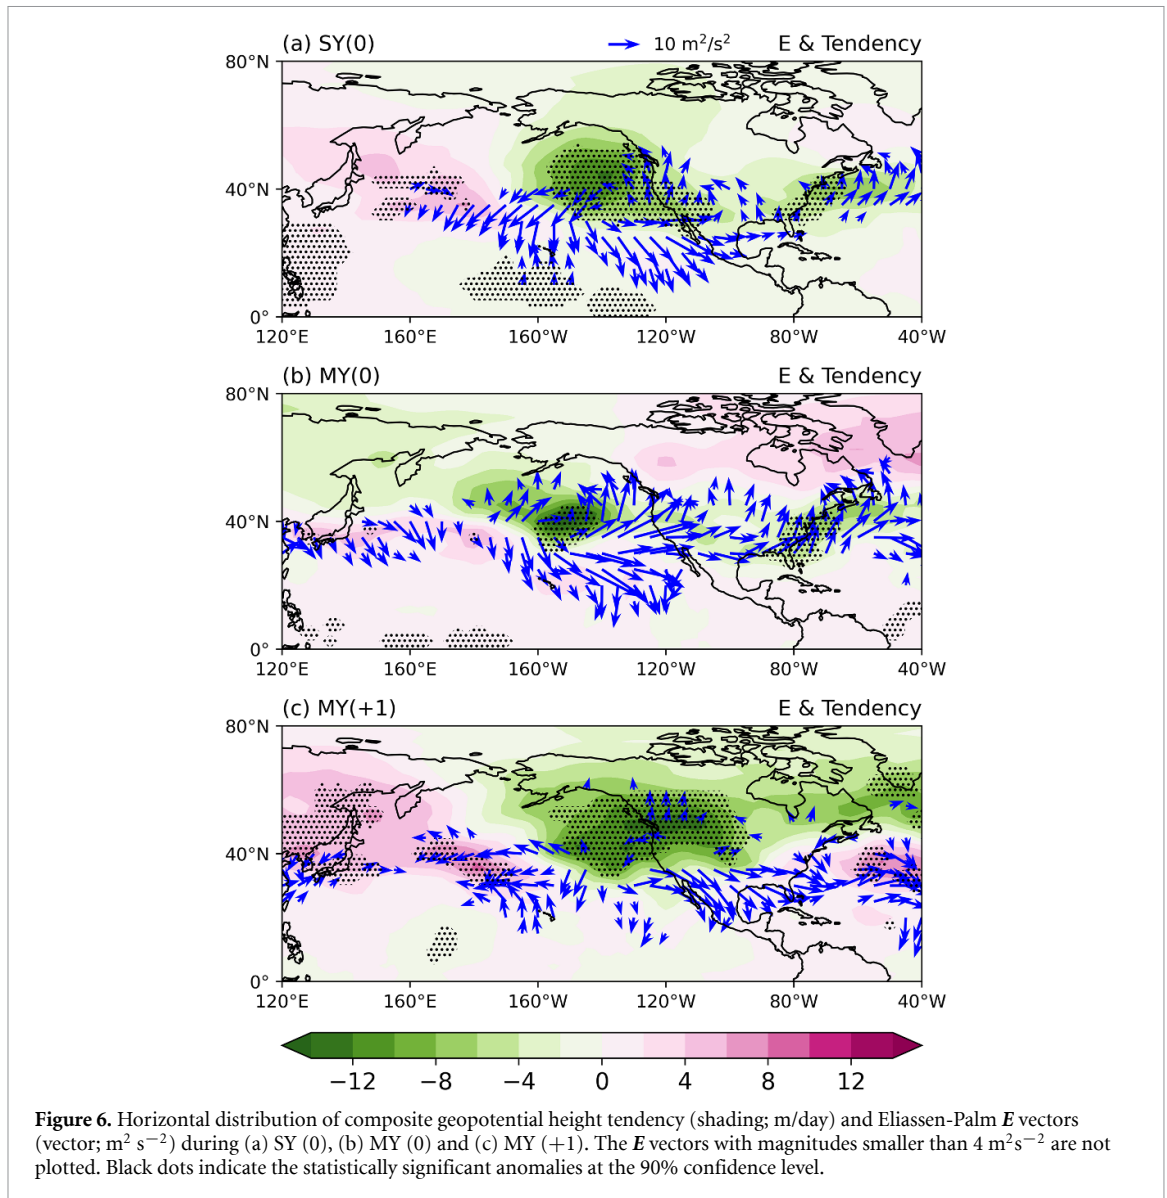 (a) SY(0) 10 m²/s² E & Tendency
80°N
40°N
0°
120°E 160°E 160°W 120°W 80°W 40°W
(b) MY(0) E & Tendency
80°N
40°N
0°
120°E 160°E 160°W 120°W 80°W 40°W
(c) MY(+1) E & Tendency
80°N
40°N
0°
120°E 160°E 160°W 120°W 80°W 40°W
−12 −8 −4 0 4 8 12
Figure 6. Horizontal distribution of composite geopotential height tendency (shading; m/day) and Eliassen-Palm E vectors
(vector; m² s⁻²) during (a) SY (0), (b) MY (0) and (c) MY (+1). The E vectors with magnitudes smaller than 4 m²s⁻² are not
plotted. Black dots indicate the statistically significant anomalies at the 90% confidence level.